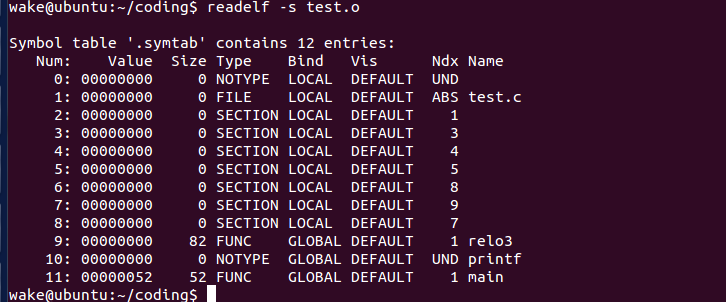 wake@ubuntu:~/coding$ readelf -s test.o
Symbol table '.symtab' contains 12 entries:
   Num:    Value  Size Type    Bind   Vis      Ndx Name
     0: 00000000     0 NOTYPE  LOCAL  DEFAULT  UND
     1: 00000000     0 FILE    LOCAL  DEFAULT  ABS test.c
     2: 00000000     0 SECTION LOCAL  DEFAULT    1
     3: 00000000     0 SECTION LOCAL  DEFAULT    3
     4: 00000000     0 SECTION LOCAL  DEFAULT    4
     5: 00000000     0 SECTION LOCAL  DEFAULT    5
     6: 00000000     0 SECTION LOCAL  DEFAULT    8
     7: 00000000     0 SECTION LOCAL  DEFAULT    9
     8: 00000000     0 SECTION LOCAL  DEFAULT    7
     9: 00000000    82 FUNC    GLOBAL DEFAULT    1 relo3
    10: 00000000     0 NOTYPE  GLOBAL DEFAULT  UND printf
    11: 00000052    52 FUNC    GLOBAL DEFAULT    1 main
wake@ubuntu:~/coding$